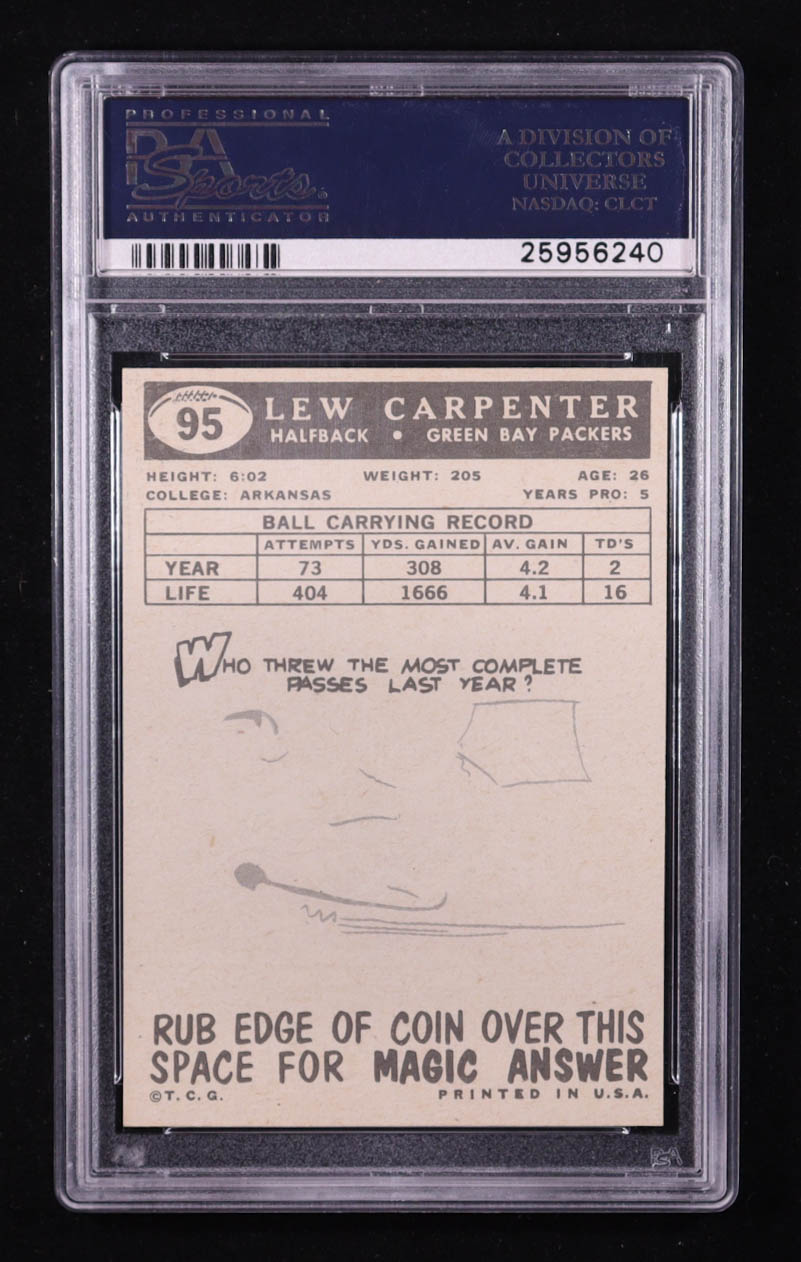 PROFESSIONAL
PSA
Sports
AUTHENTICATOR
A DIVISION OF
COLLECTORS
UNIVERSE
NASDAQ: CLCT
25956240
1
95
LEW CARPENTER
HALFBACK • GREEN BAY PACKERS
HEIGHT: 6:02 WEIGHT: 205 AGE: 26
COLLEGE: ARKANSAS YEARS PRO: 5
BALL CARRYING RECORD
ATTEMPTS YDS. GAINED AV. GAIN TD'S
YEAR 73 308 4.2 2
LIFE 404 1666 4.1 16
WHO THREW THE MOST COMPLETE
PASSES LAST YEAR?
RUB EDGE OF COIN OVER THIS
SPACE FOR MAGIC ANSWER
©T. C. G. PRINTED IN U.S.A.
PSA